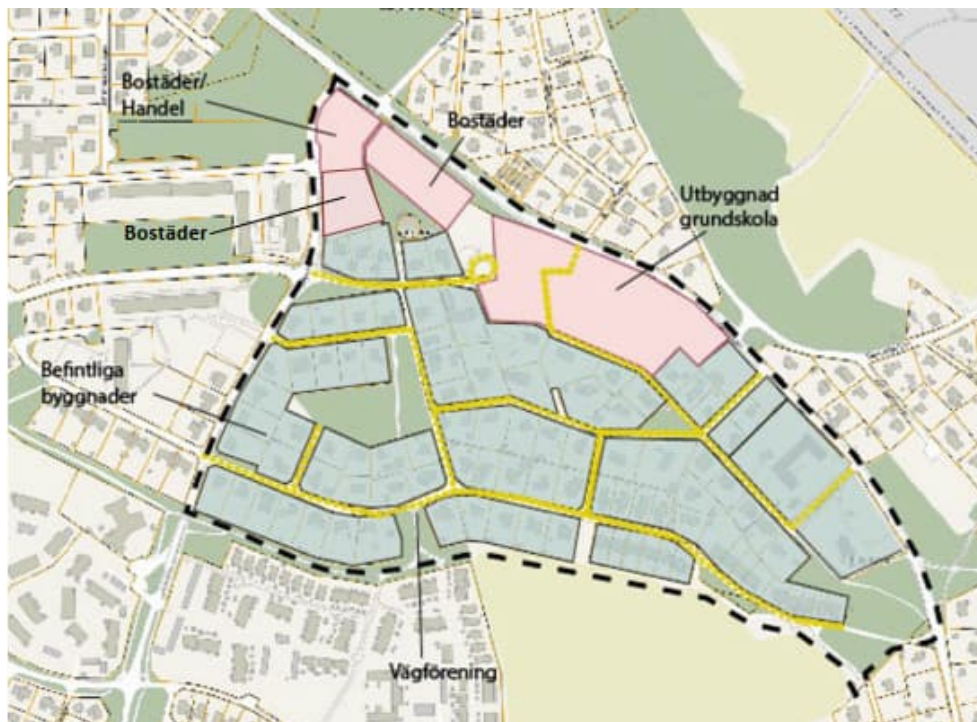 Bostäder/
Handel
Bostäder
Utbyggnad
grundskola
Bostäder
Befintliga
byggnader
Vägförening